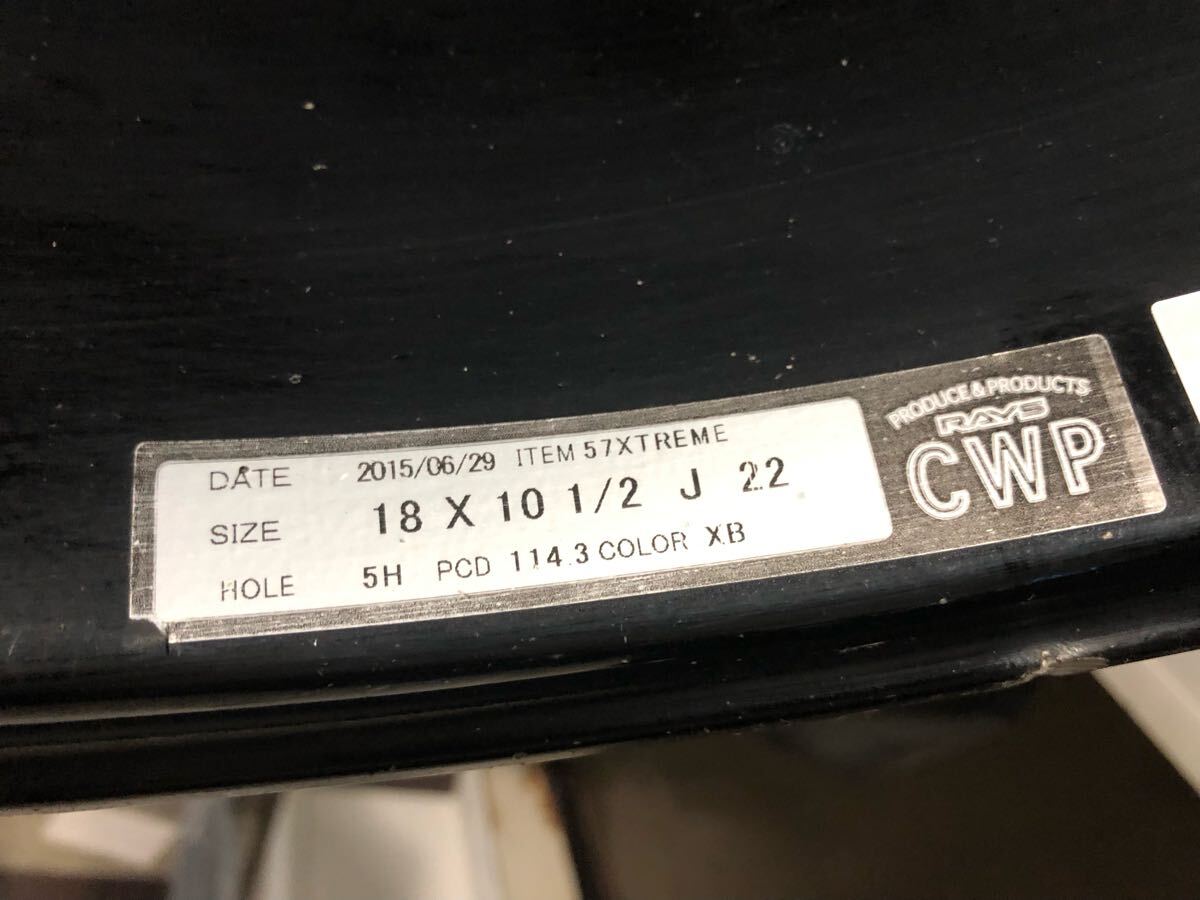 DATE 2015/06/29 ITEM 57XTREME
SIZE 18 X 10 1/2 J 22
HOLE 5H PCD 114.3 COLOR XB
PRODUCE & PRODUCTS
RAYS
CWP